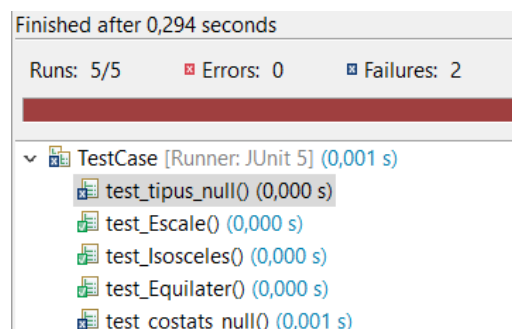 Finished after 0,294 seconds
Runs: 5/5 Errors: 0 Failures: 2
TestCase [Runner: JUnit 5] (0,001 s)
test_tipus_null() (0,000 s)
test_Escale() (0,000 s)
test_Isosceles() (0,000 s)
test_Equilater() (0,000 s)
test_costats_null() (0,001 s)